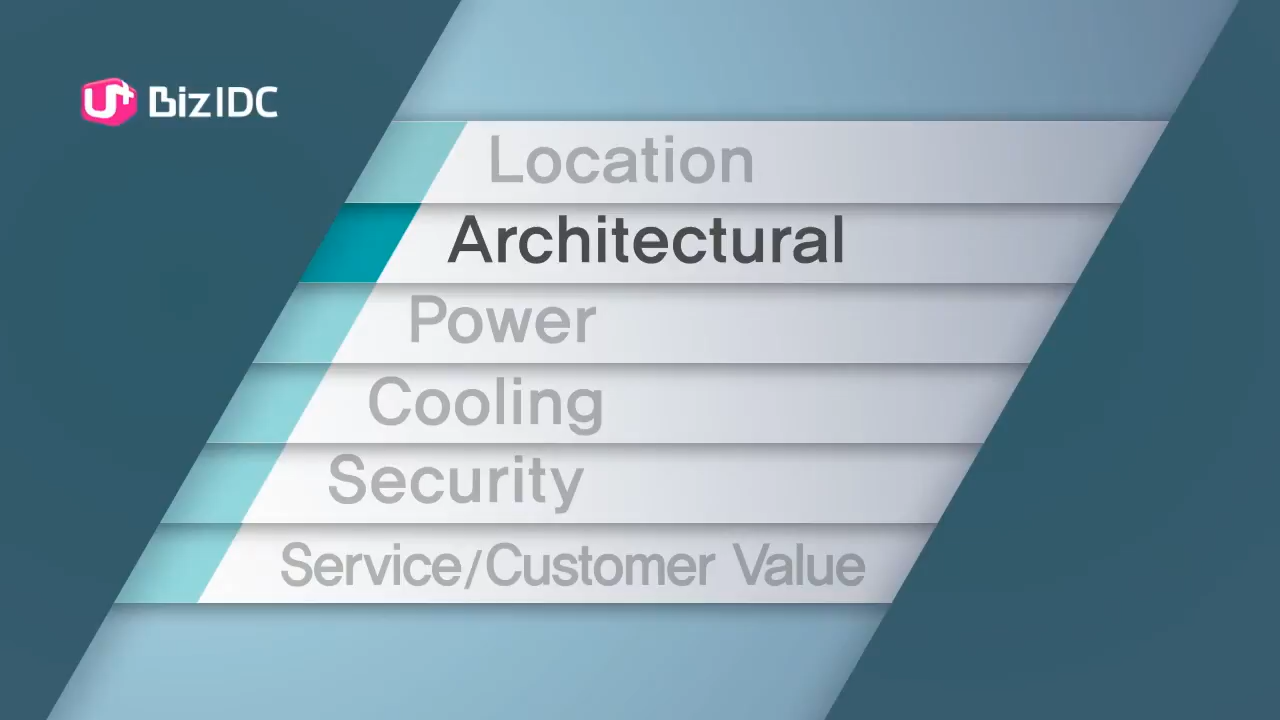 U+ BizIDC
Location
Architectural
Power
Cooling
Security
Service/Customer Value